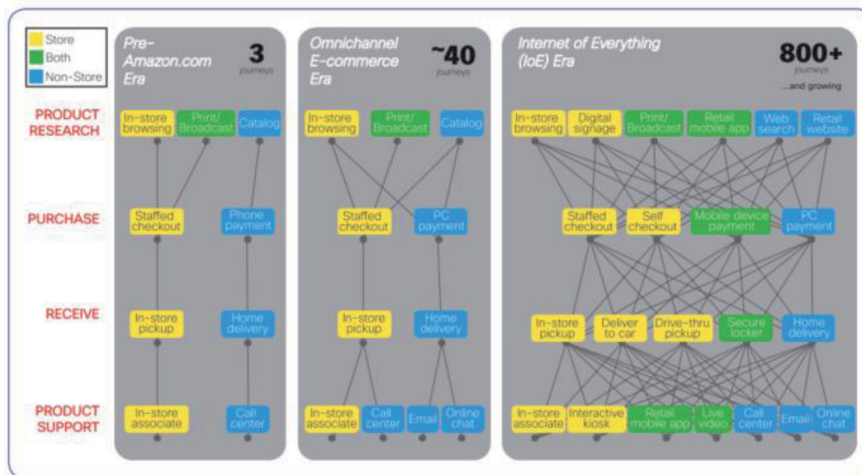 Store
Both
Non-Store
Pre-
Amazon.com
Era
3
journeys
Omnichannel
E-commerce
Era
~40
journeys
Internet of Everything
(IoE) Era
800+
journeys
...and growing
PRODUCT
RESEARCH
In-store
browsing
Print/
Broadcast
Catalog
In-store
browsing
Print/
Broadcast
Catalog
In-store
browsing
Digital
signage
Print/
Broadcast
Retail
mobile app
Web
search
Retail
website
PURCHASE
Staffed
checkout
Phone
payment
Staffed
checkout
PC
payment
Staffed
checkout
Self
checkout
Mobile device
payment
PC
payment
RECEIVE
In-store
pickup
Home
delivery
In-store
pickup
Home
delivery
In-store
pickup
Deliver
to car
Drive-thru
pickup
Secure
locker
Home
delivery
PRODUCT
SUPPORT
In-store
associate
Call
center
In-store
associate
Call
center
Email
Online
chat
In-store
associate
Interactive
kiosk
Retail
mobile app
Live
video
Call
center
Email
Online
chat